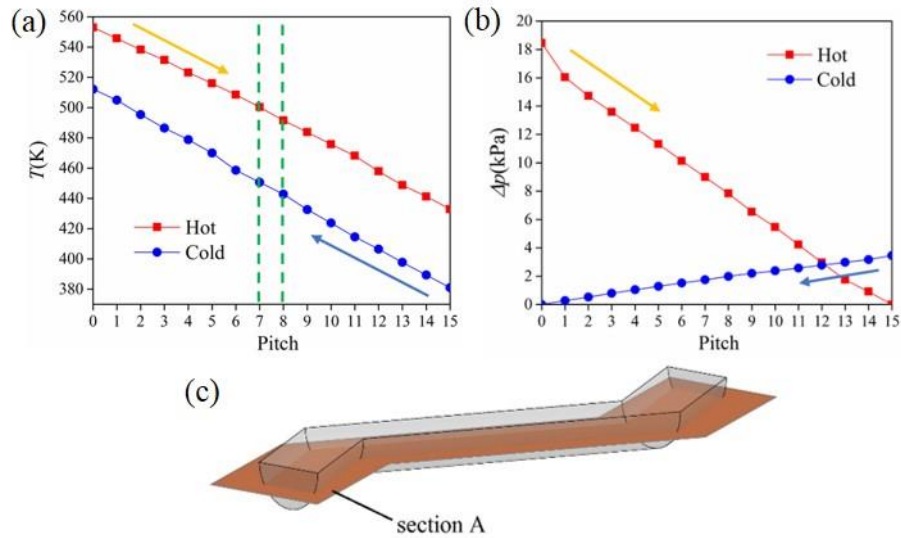 (a)
T(K)
560
540
520
500
480
460
440
420
400
380
Hot
Cold
0 1 2 3 4 5 6 7 8 9 10 11 12 13 14 15
Pitch
(b)
Δp(kPa)
20
18
16
14
12
10
8
6
4
2
0
Hot
Cold
0 1 2 3 4 5 6 7 8 9 10 11 12 13 14 15
Pitch
(c)
section A